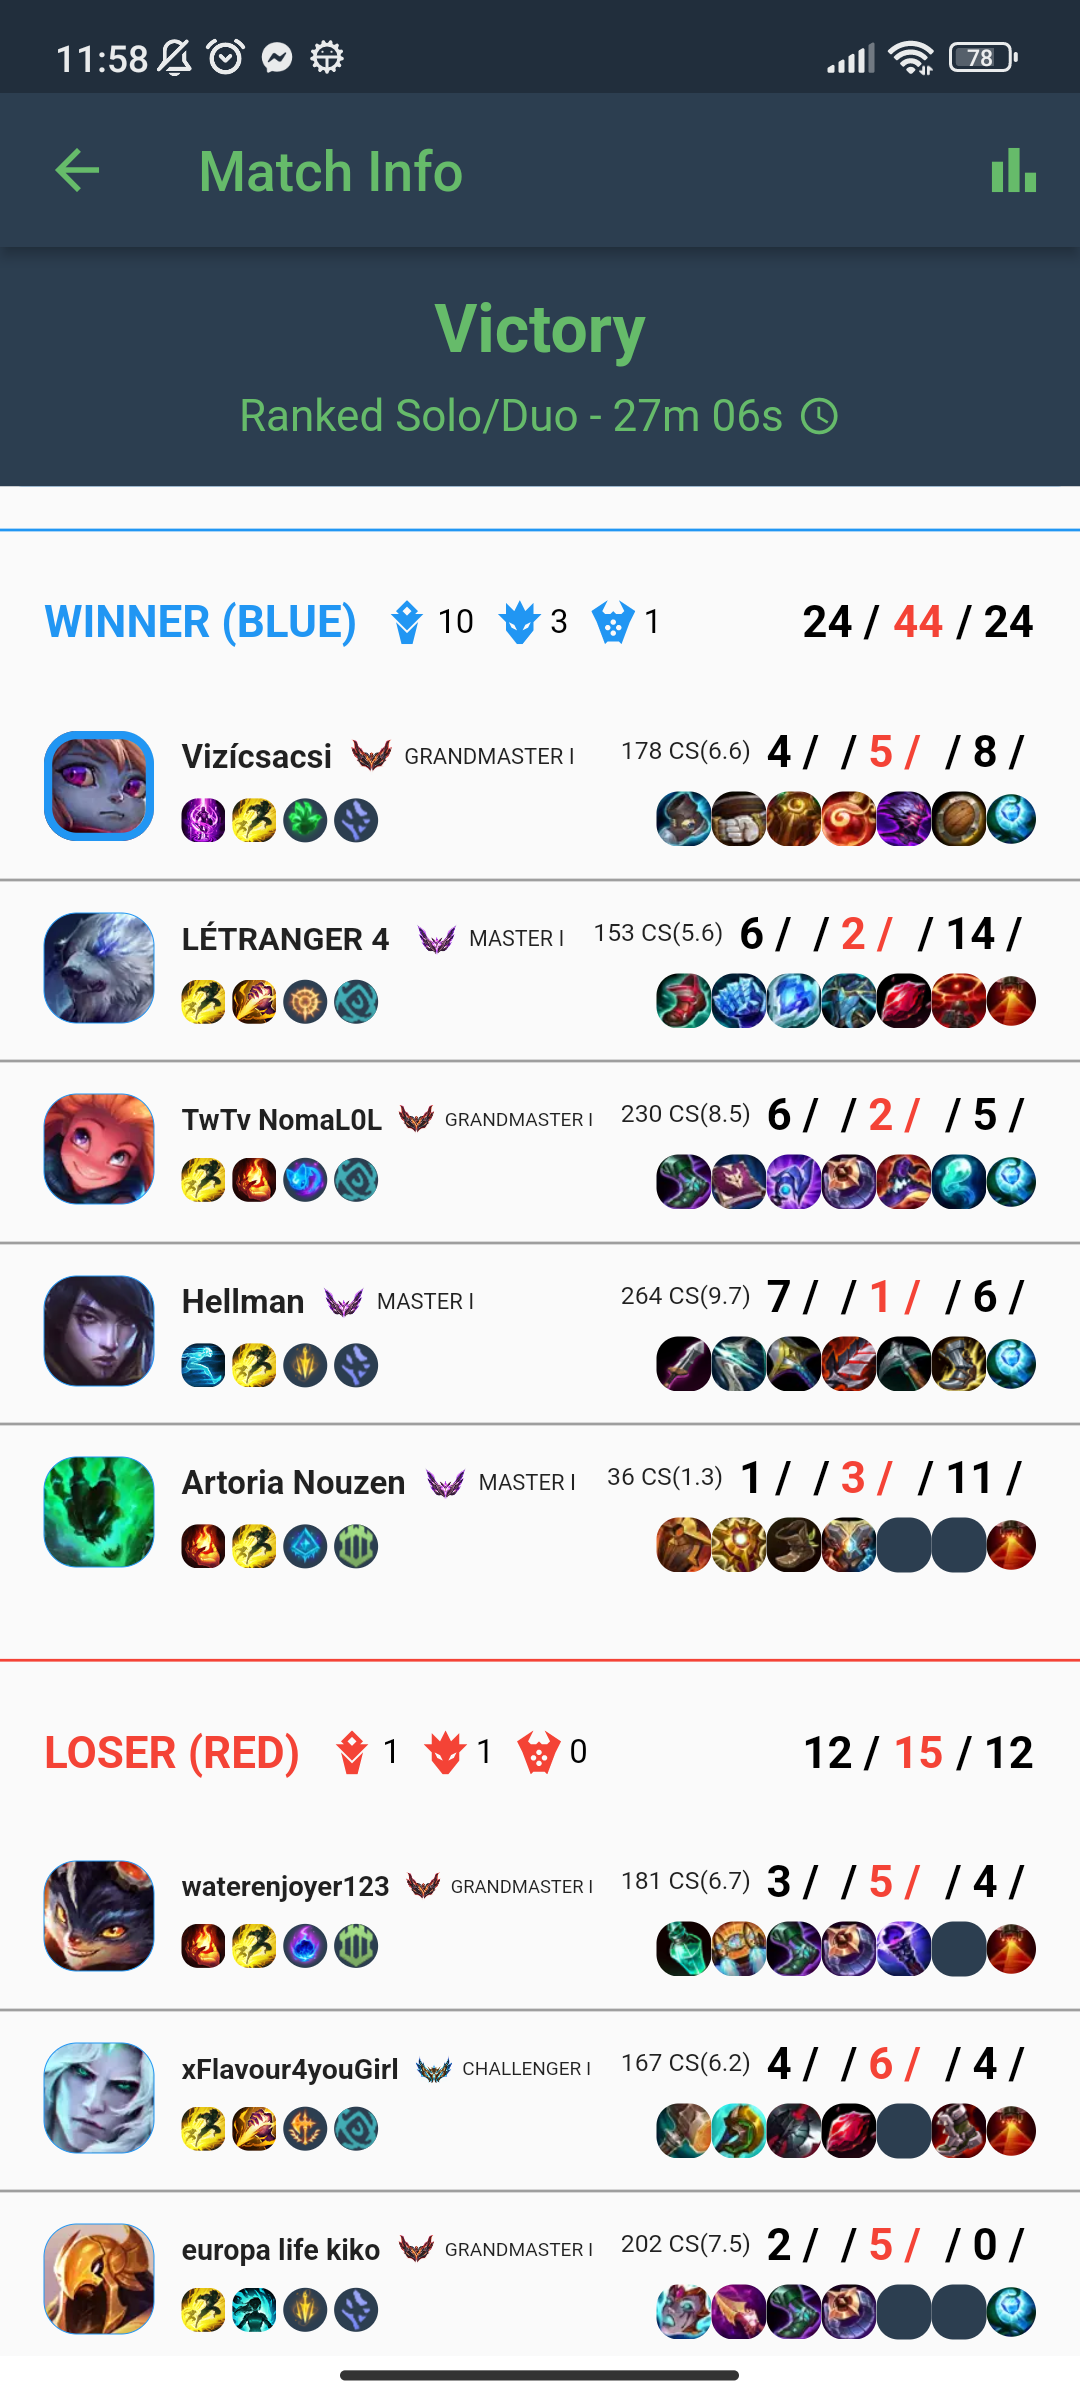 11:58 78
Match Info
Victory
Ranked Solo/Duo - 27m 06s
WINNER (BLUE) 10 3 1 24 / 44 / 24
Vizícsacsi GRANDMASTER I 178 CS(6.6) 4 / / 5 / / 8 /
LÉTRANGER 4 MASTER I 153 CS(5.6) 6 / / 2 / / 14 /
TwTv NomaL0L GRANDMASTER I 230 CS(8.5) 6 / / 2 / / 5 /
Hellman MASTER I 264 CS(9.7) 7 / / 1 / / 6 /
Artoria Nouzen MASTER I 36 CS(1.3) 1 / / 3 / / 11 /
LOSER (RED) 1 1 0 12 / 15 / 12
waterenjoyer123 GRANDMASTER I 181 CS(6.7) 3 / / 5 / / 4 /
xFlavour4youGirl CHALLENGER I 167 CS(6.2) 4 / / 6 / / 4 /
europa life kiko GRANDMASTER I 202 CS(7.5) 2 / / 5 / / 0 /